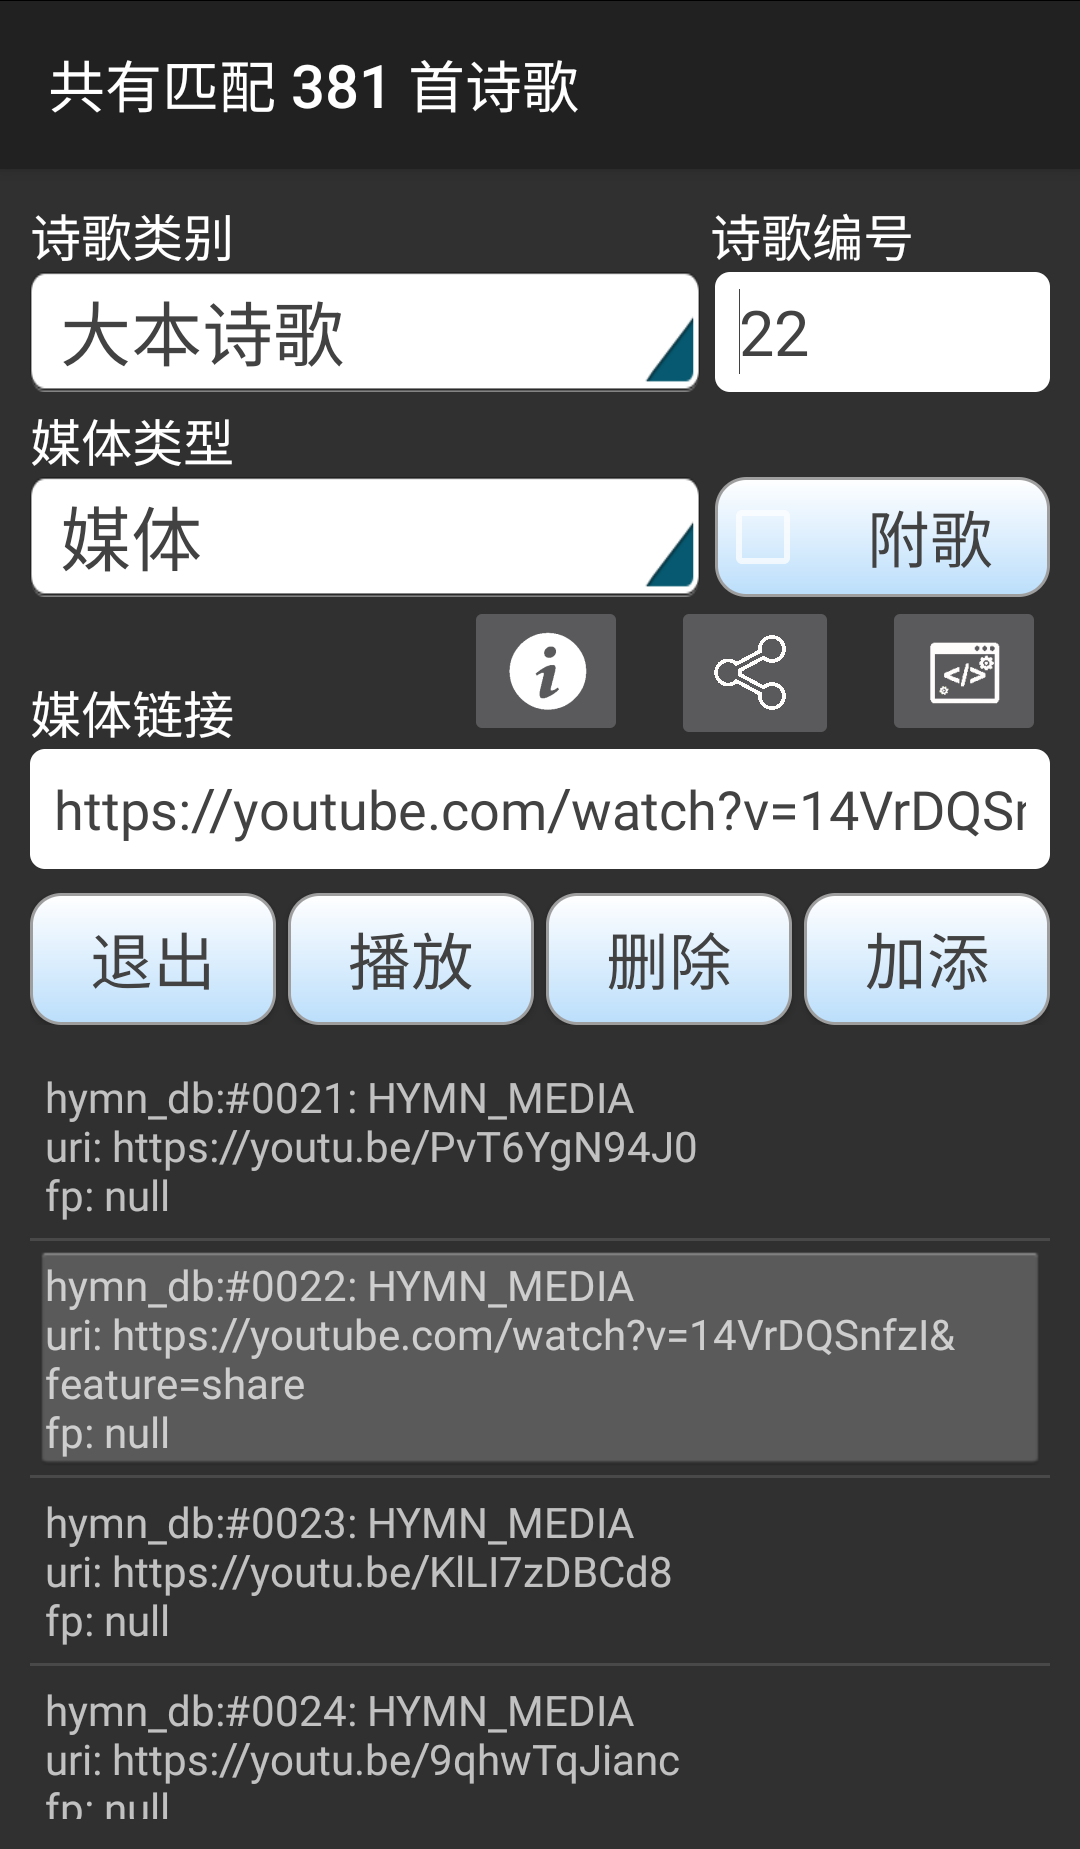 共有匹配 381 首诗歌
诗歌类别 诗歌编号
大本诗歌 22
媒体类型
媒体 附歌
媒体链接
https://youtube.com/watch?v=14VrDQSn
退出 播放 删除 加添
hymn_db:#0021: HYMN_MEDIA
uri: https://youtu.be/PvT6YgN94J0
fp: null
hymn_db:#0022: HYMN_MEDIA
uri: https://youtube.com/watch?v=14VrDQSnfzI&
feature=share
fp: null
hymn_db:#0023: HYMN_MEDIA
uri: https://youtu.be/KlLI7zDBCd8
fp: null
hymn_db:#0024: HYMN_MEDIA
uri: https://youtu.be/9qhwTqJianc
fp: null